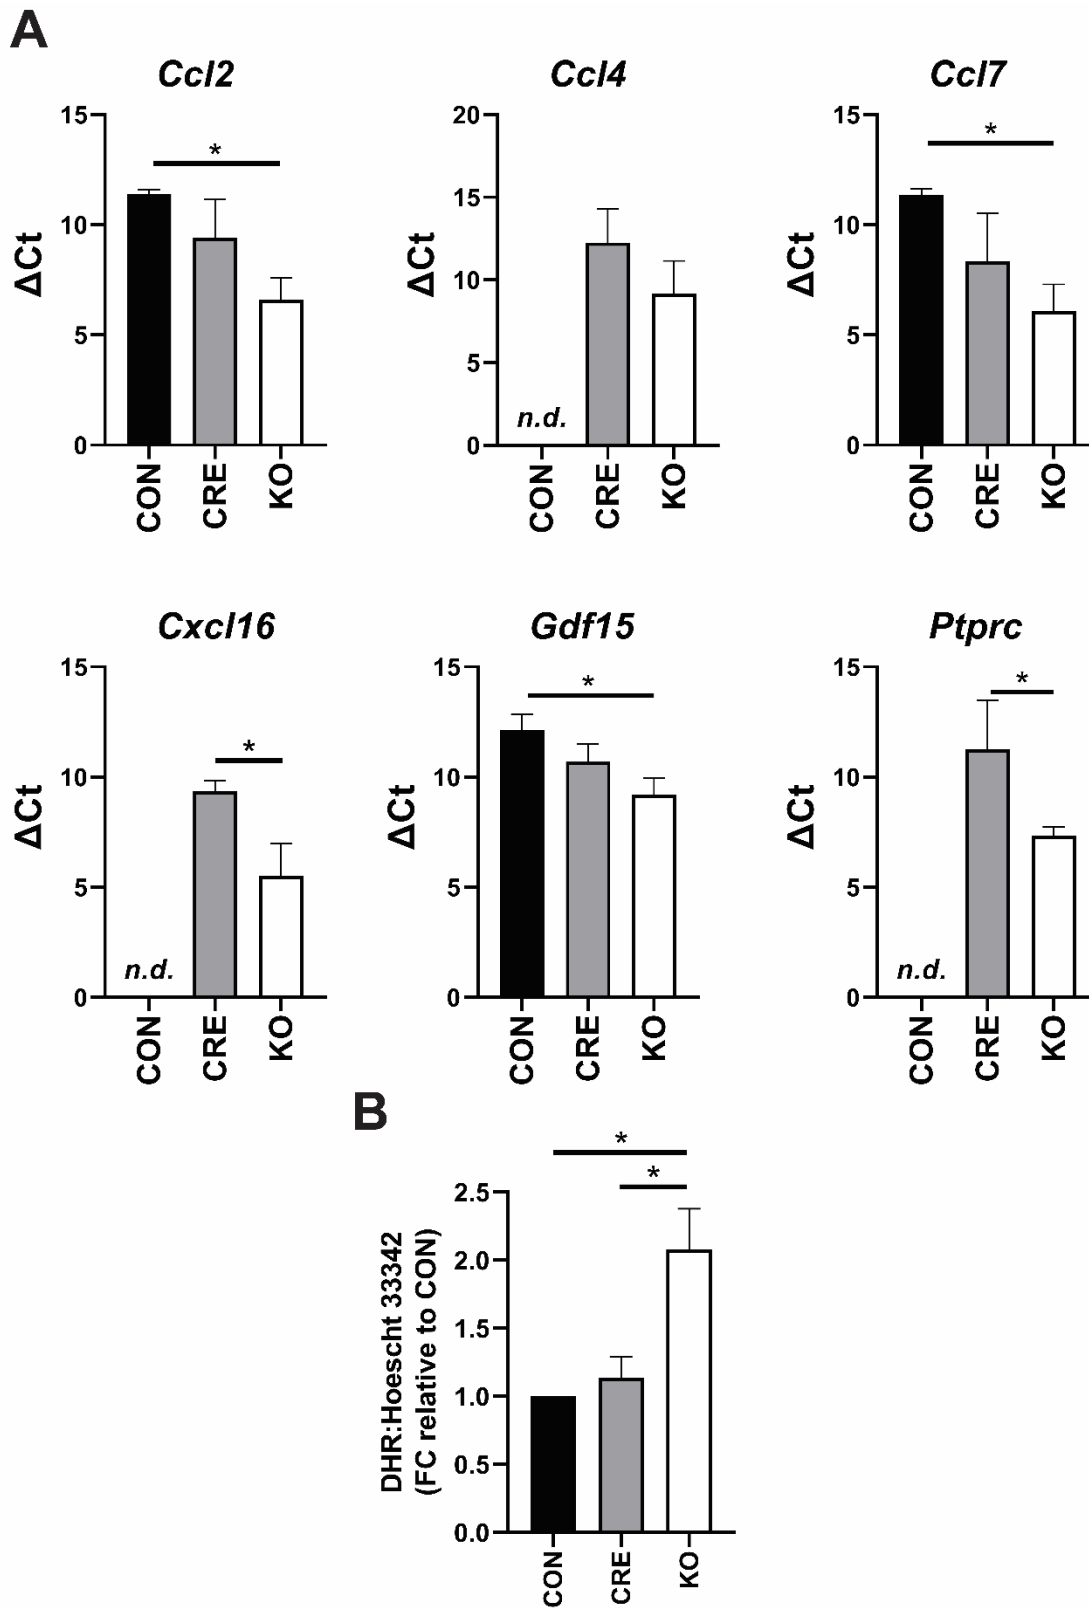 A
Ccl2
Ccl4
Ccl7
15
10
5
0
ΔCt
*
CON
CRE
KO
20
15
10
5
0
ΔCt
n.d.
CON
CRE
KO
15
10
5
0
ΔCt
*
CON
CRE
KO
Cxcl16
Gdf15
Ptprc
15
10
5
0
ΔCt
*
n.d.
CON
CRE
KO
15
10
5
0
ΔCt
*
CON
CRE
KO
15
10
5
0
ΔCt
*
n.d.
CON
CRE
KO
B
*
*
2.5
2.0
1.5
1.0
0.5
0.0
DHR:Hoescht 33342
(FC relative to CON)
CON
CRE
KO